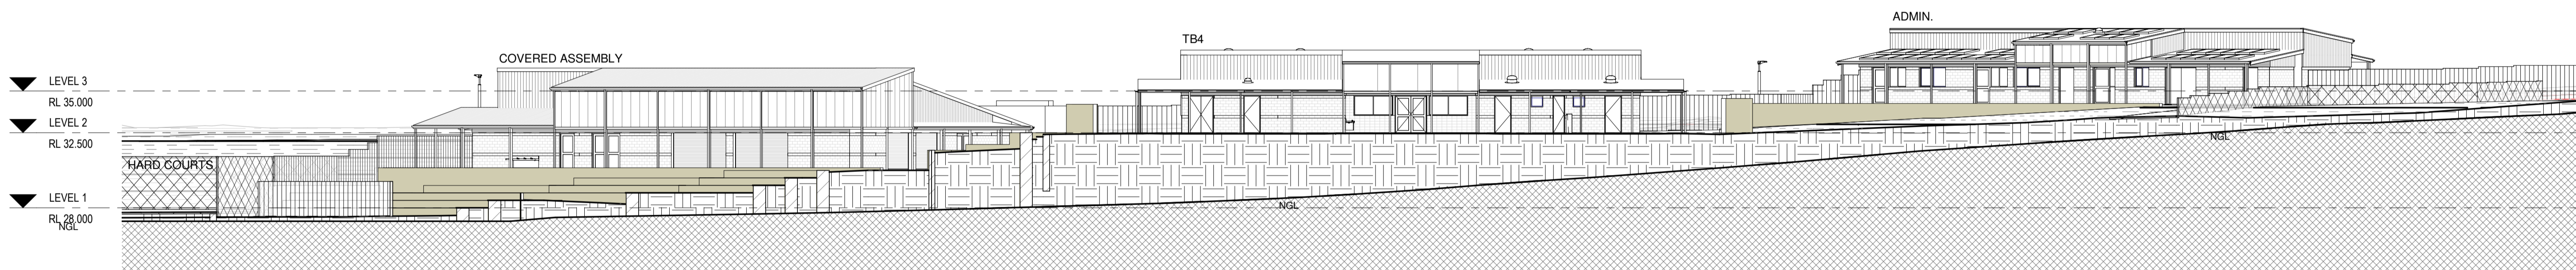 ADMIN.
TB4
COVERED ASSEMBLY
LEVEL 3
RL 35.000
LEVEL 2
RL 32.500
HARD COURTS
LEVEL 1
RL 28.000
NGL
NGL
NGL